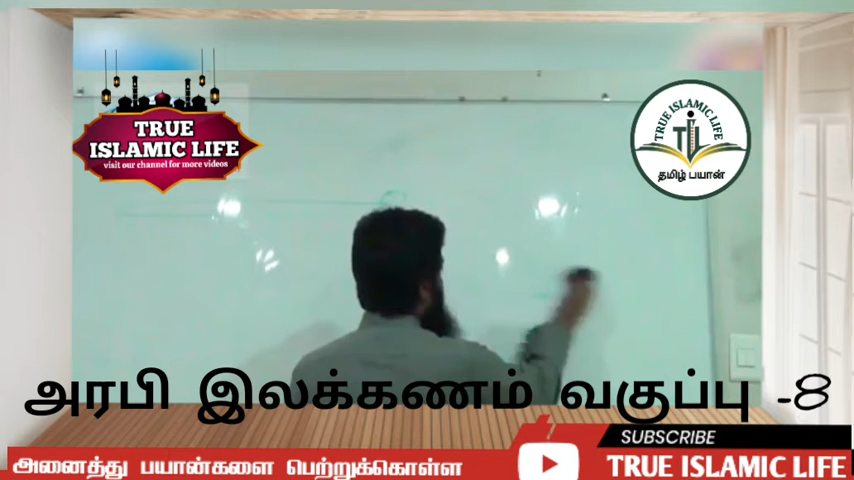 TRUE
ISLAMIC LIFE
visit our channel for more videos
TRUE ISLAMIC LIFE
TIL
தமிழ் பயான்
அரபி இலக்கணம் வகுப்பு -8
SUBSCRIBE
அனைத்து பயான்களை பெற்றுக்கொள்ள
TRUE ISLAMIC LIFE